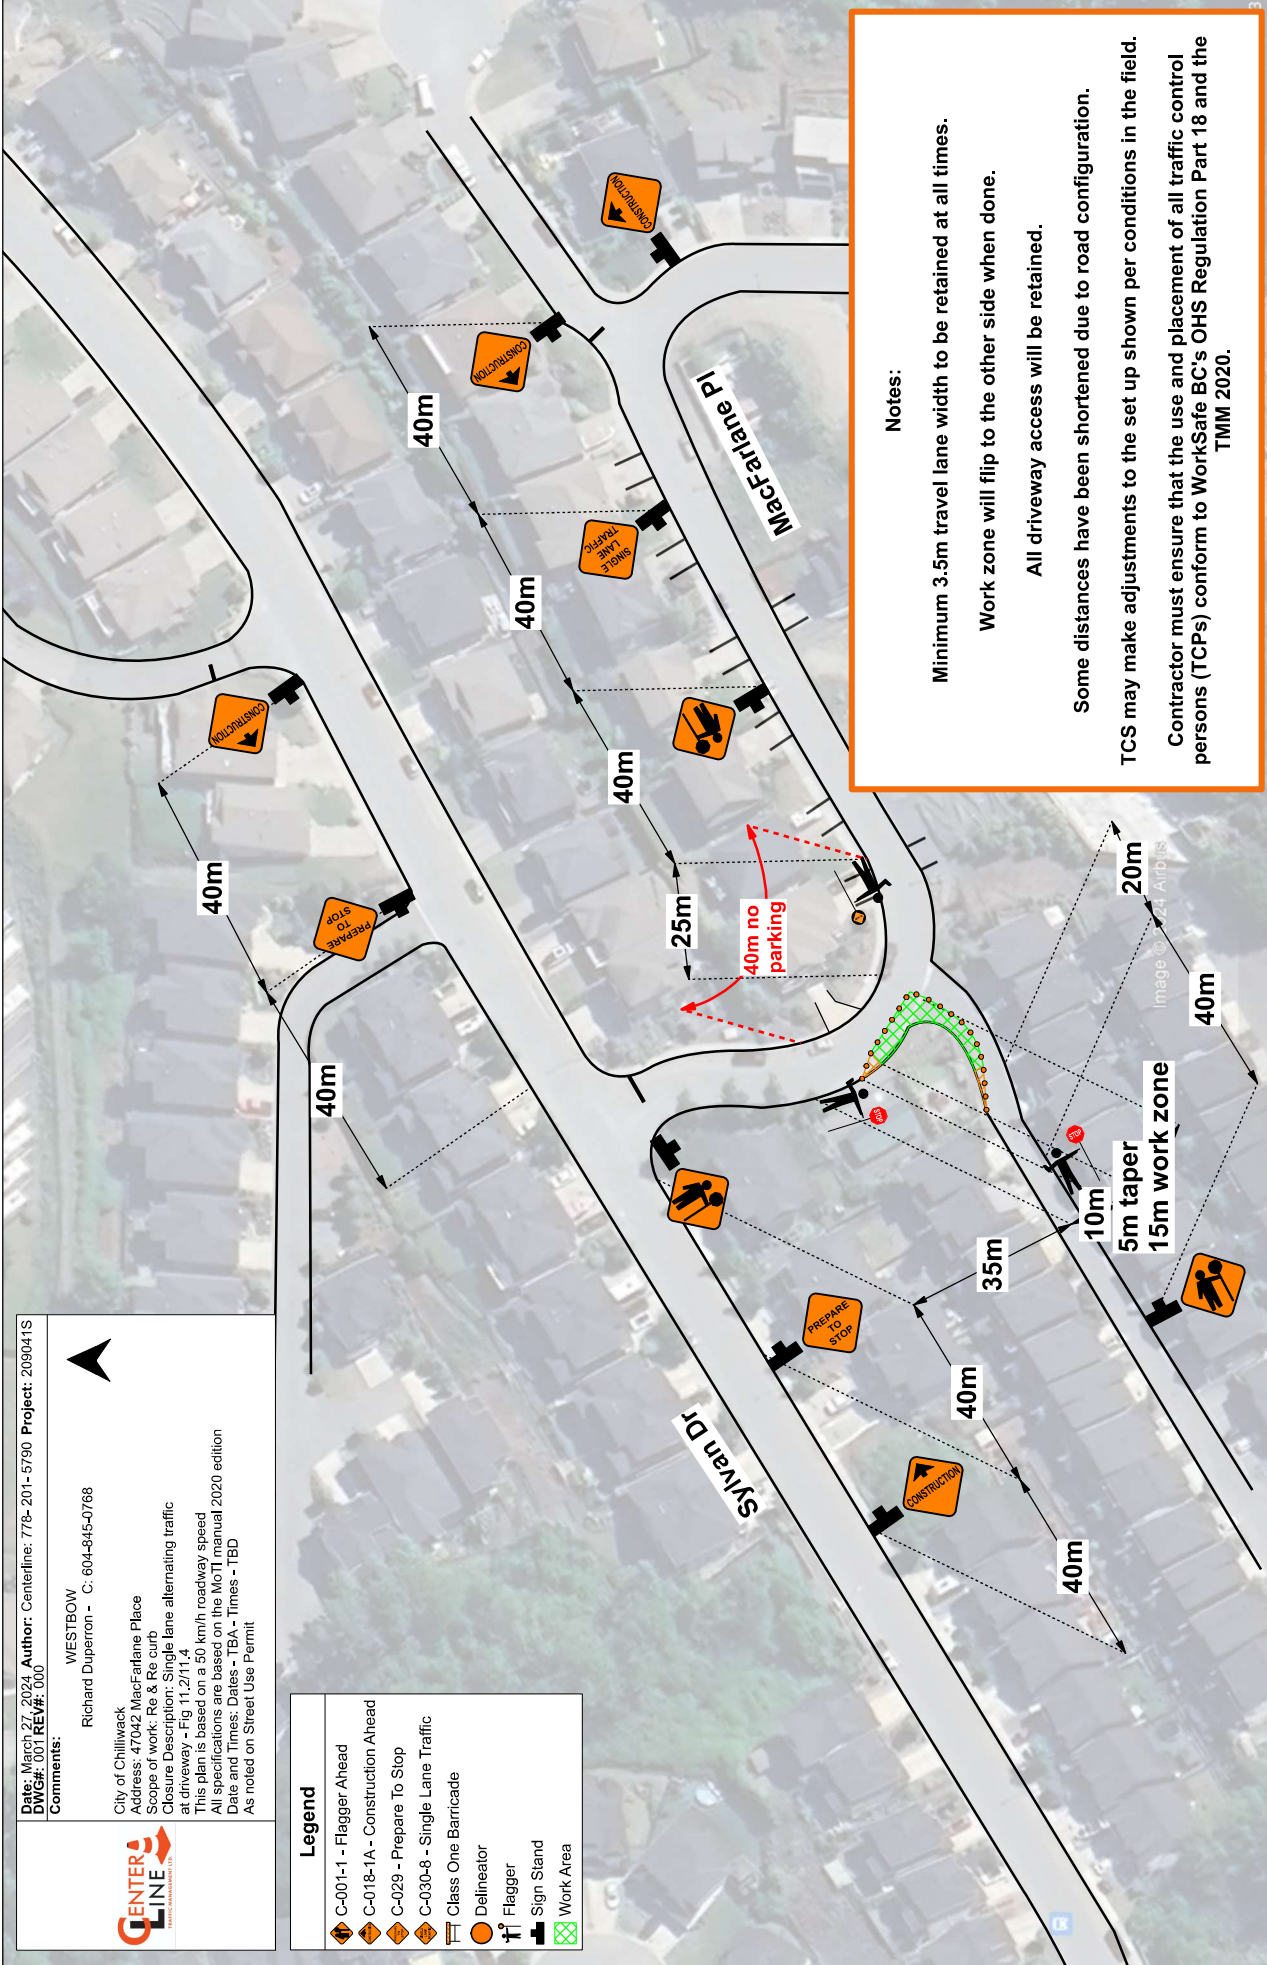 Date: March 27, 2024 Author: Centerline: 778-201-5790 Project: 209041S
DWG#: 001 REV#: 000
Comments:
WESTBOW
Richard Duperron - C: 604-845-0768
City of Chilliwack
Address: 47042 MacFarlane Place
Scope of work: Re & Re curb
Closure Description: Single lane alternating traffic
at driveway - Fig 11.2/11.4
This plan is based on a 50 km/h roadway speed
All specifications are based on the MoTI manual 2020 edition
Date and Times: Dates - TBA - Times - TBD
As noted on Street Use Permit
CENTER
LINE
TRAFFIC MANAGEMENT LTD.
Legend
C-001-1 - Flagger Ahead
C-018-1A - Construction Ahead
C-029 - Prepare To Stop
C-030-8 - Single Lane Traffic
Class One Barricade
Delineator
Flagger
Sign Stand
Work Area
CONSTRUCTION
40m
PREPARE
TO
STOP
40m
Sylvan Dr
CONSTRUCTION
40m
SINGLE
LANE
TRAFFIC
40m
40m
25m
40m no
parking
CONSTRUCTION
MacFarlane Pl
STOP
STOP
PREPARE
TO
STOP
CONSTRUCTION
35m
40m
40m
10m
5m taper
15m work zone
20m
40m
Notes:
Minimum 3.5m travel lane width to be retained at all times.
Work zone will flip to the other side when done.
All driveway access will be retained.
Some distances have been shortened due to road configuration.
TCS may make adjustments to the set up shown per conditions in the field.
Contractor must ensure that the use and placement of all traffic control
persons (TCPs) conform to WorkSafe BC's OHS Regulation Part 18 and the
TMM 2020.